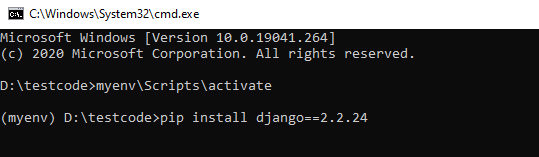 C:\Windows\System32\cmd.exe
Microsoft Windows [Version 10.0.19041.264]
(c) 2020 Microsoft Corporation. All rights reserved.
D:\testcode>myenv\Scripts\activate
(myenv) D:\testcode>pip install django==2.2.24